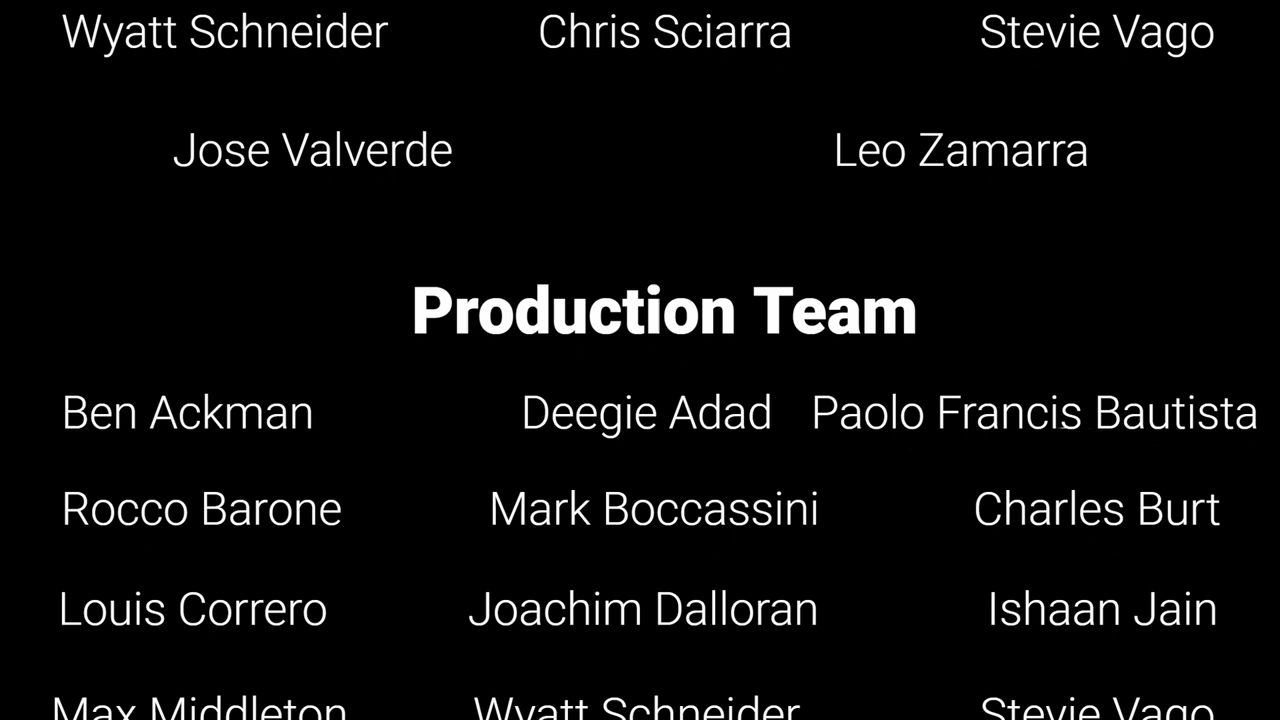 Wyatt Schneider Chris Sciarra Stevie Vago
Jose Valverde Leo Zamarra
Production Team
Ben Ackman Deegie Adad Paolo Francis Bautista
Rocco Barone Mark Boccassini Charles Burt
Louis Correro Joachim Dalloran Ishaan Jain
Max Middleton Wyatt Schneider Stevie Vago